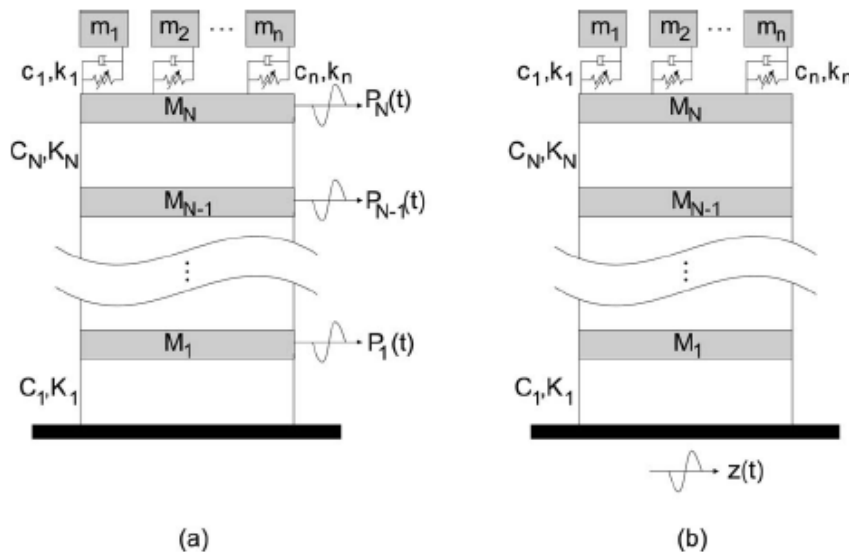 m1 m2 ··· mn
c1,k1 cn,kn
MN PN(t)
CN,KN
MN-1 PN-1(t)
⋮
M1 P1(t)
C1,K1
(a)
m1 m2 ··· mn
c1,k1 cn,kn
MN
CN,KN
MN-1
⋮
M1
C1,K1
z(t)
(b)